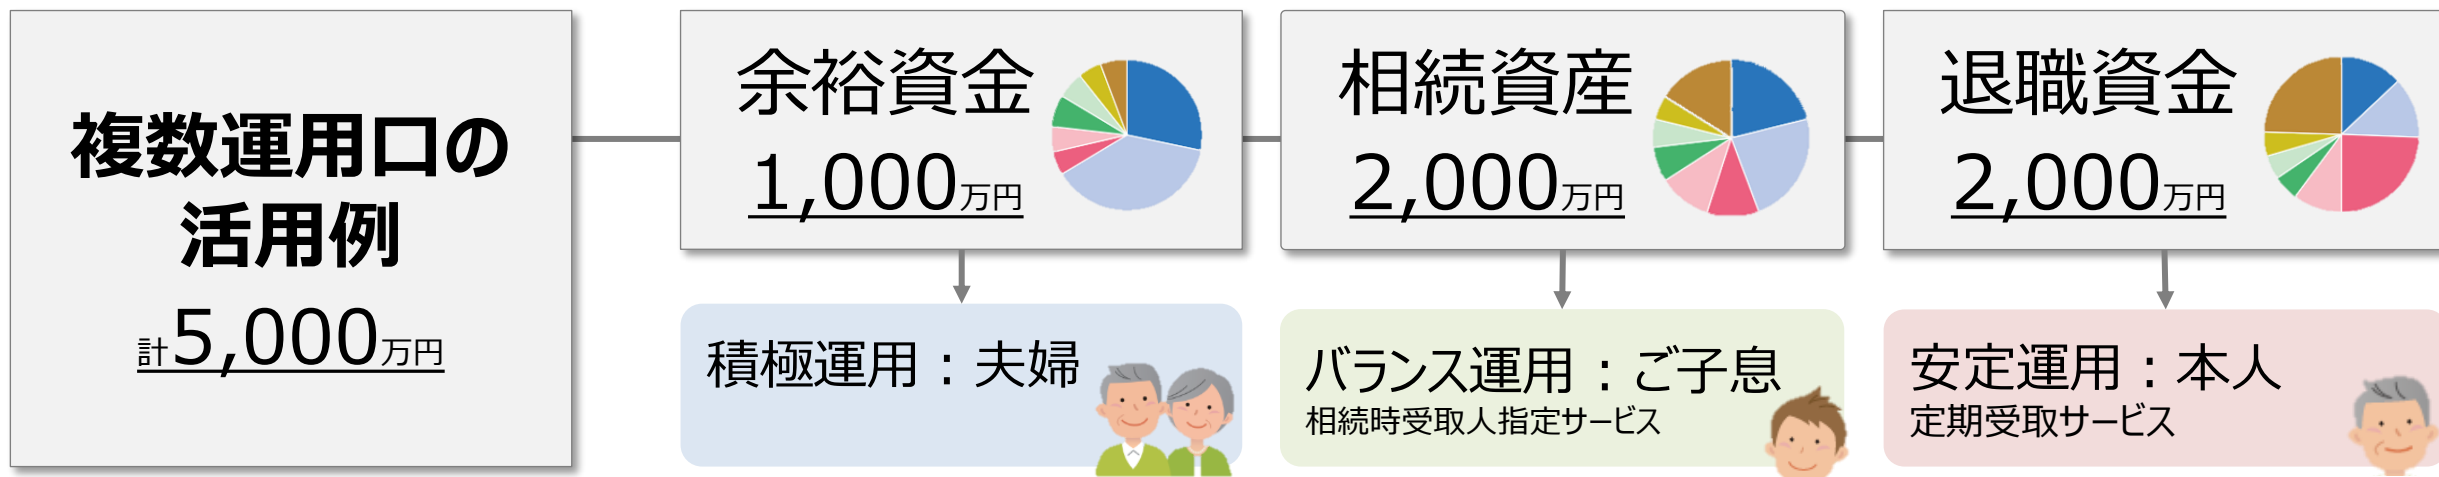 複数運用口の
活用例
計5,000万円
余裕資金
1,000万円
積極運用：夫婦
相続資産
2,000万円
バランス運用：ご子息
相続時受取人指定サービス
退職資金
2,000万円
安定運用：本人
定期受取サービス